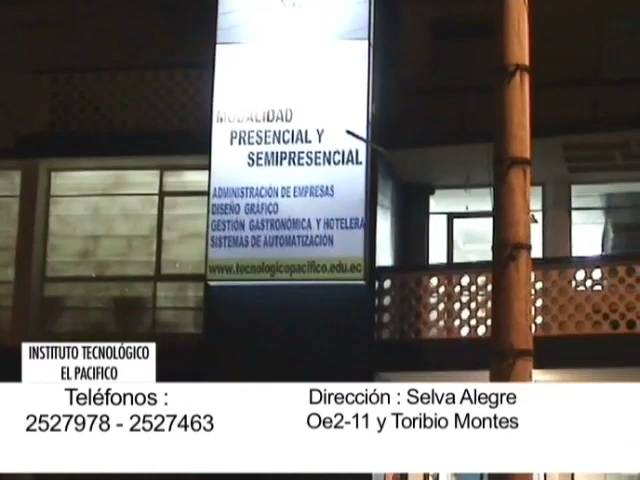 MODALIDAD
PRESENCIAL Y
SEMIPRESENCIAL
ADMINISTRACIÓN DE EMPRESAS
DISEÑO GRÁFICO
GESTIÓN GASTRONÓMICA Y HOTELERA
SISTEMAS DE AUTOMATIZACIÓN
www.tecnologicopacifico.edu.ec
INSTITUTO TECNOLÓGICO
EL PACIFICO
Teléfonos :
2527978 - 2527463
Dirección : Selva Alegre
Oe2-11 y Toribio Montes